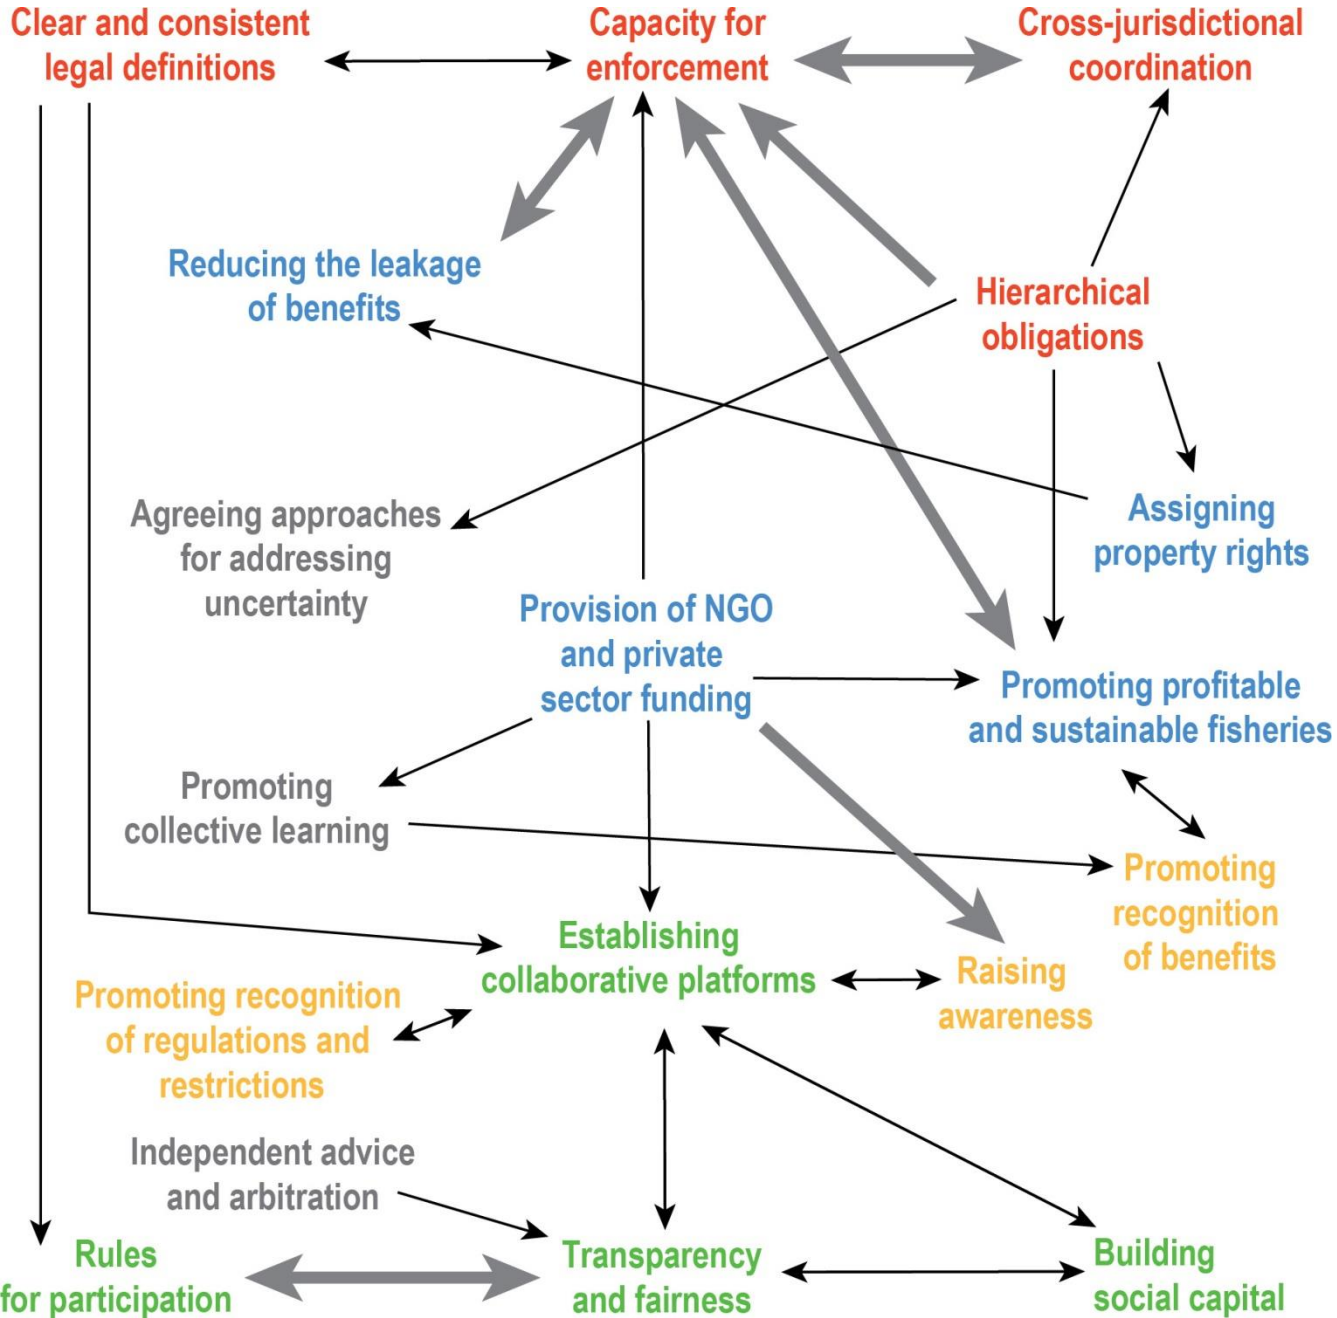 Clear and consistent
legal definitions
Capacity for
enforcement
Cross-jurisdictional
coordination
Reducing the leakage
of benefits
Hierarchical
obligations
Agreeing approaches
for addressing
uncertainty
Assigning
property rights
Provision of NGO
and private
sector funding
Promoting profitable
and sustainable fisheries
Promoting
collective learning
Promoting
recognition
of benefits
Establishing
collaborative platforms
Raising
awareness
Promoting recognition
of regulations and
restrictions
Independent advice
and arbitration
Rules
for participation
Transparency
and fairness
Building
social capital